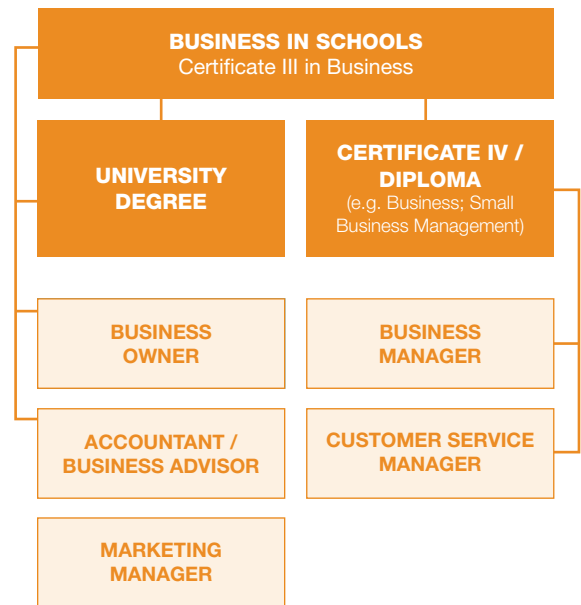 BUSINESS IN SCHOOLS
Certificate III in Business
UNIVERSITY
DEGREE
CERTIFICATE IV /
DIPLOMA
(e.g. Business; Small
Business Management)
BUSINESS
OWNER
BUSINESS
MANAGER
ACCOUNTANT /
BUSINESS ADVISOR
CUSTOMER SERVICE
MANAGER
MARKETING
MANAGER